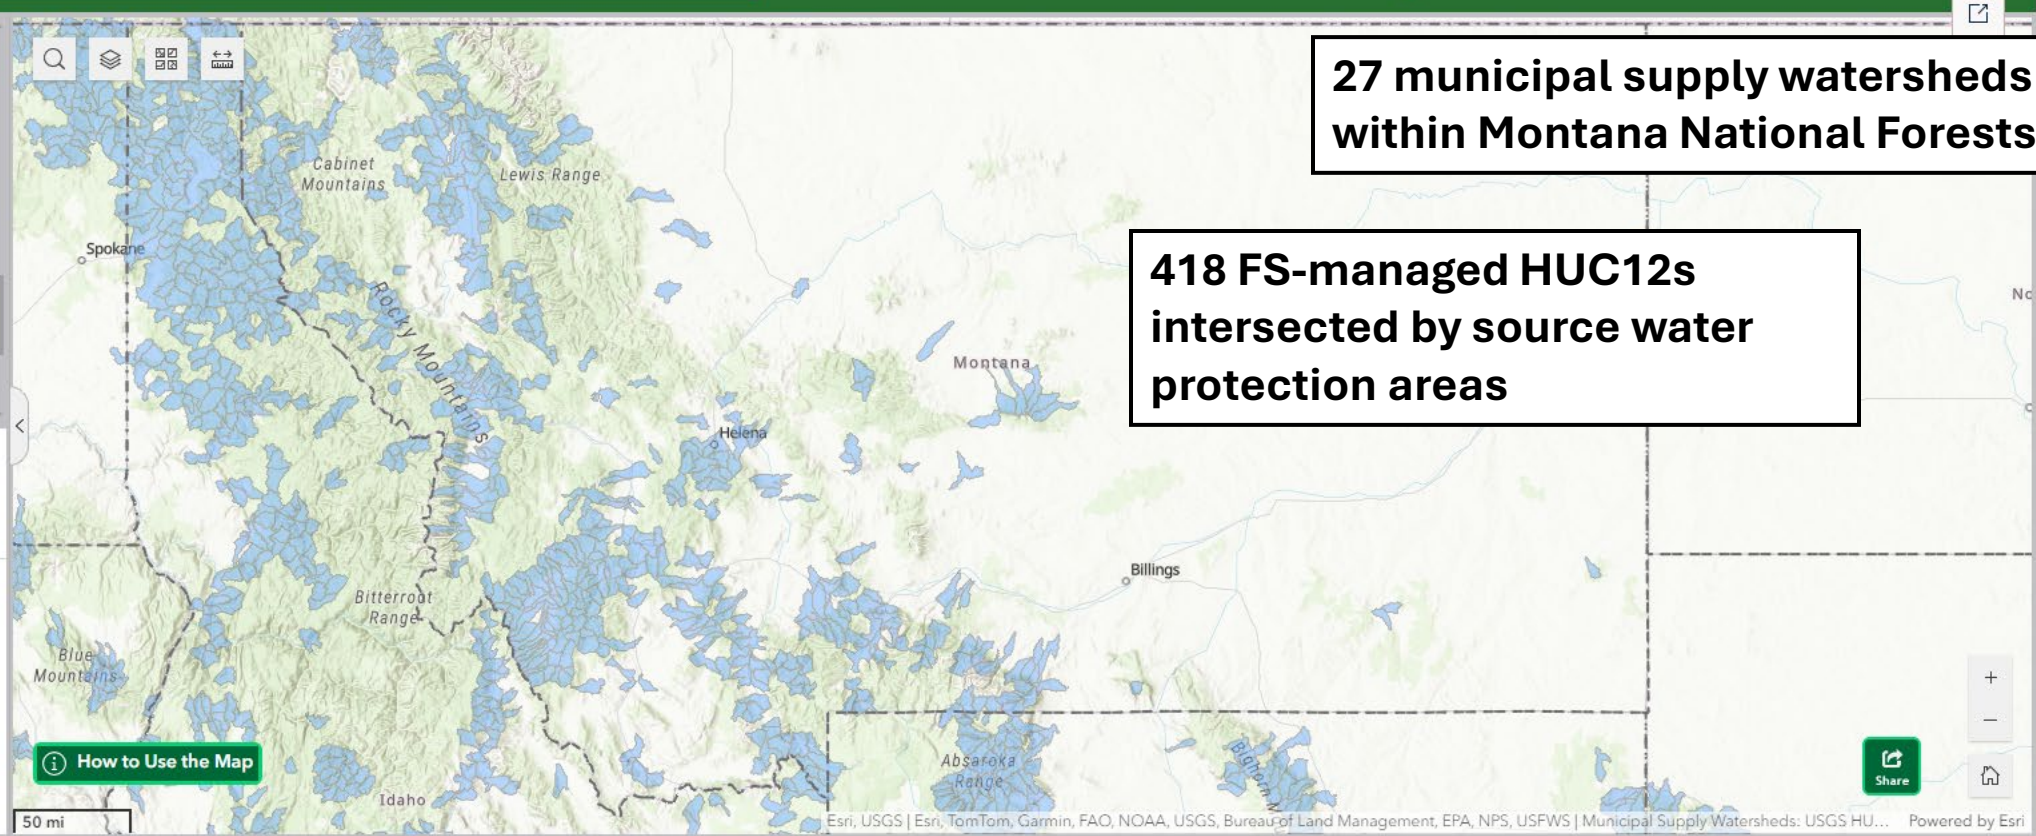 27 municipal supply watersheds
within Montana National Forests
Cabinet
Mountains
Lewis Range
Spokane
418 FS-managed HUC12s
intersected by source water
protection areas
Rocky Mountains
Montana
Helena
Billings
Bitterroot
Range
Blue
Mountains
Absaroka
Range
How to Use the Map
Share
Idaho
50 mi
Esri, USGS | Esri, TomTom, Garmin, FAO, NOAA, USGS, Bureau of Land Management, EPA, NPS, USFWS | Municipal Supply Watersheds: USGS HU...
Powered by Esri